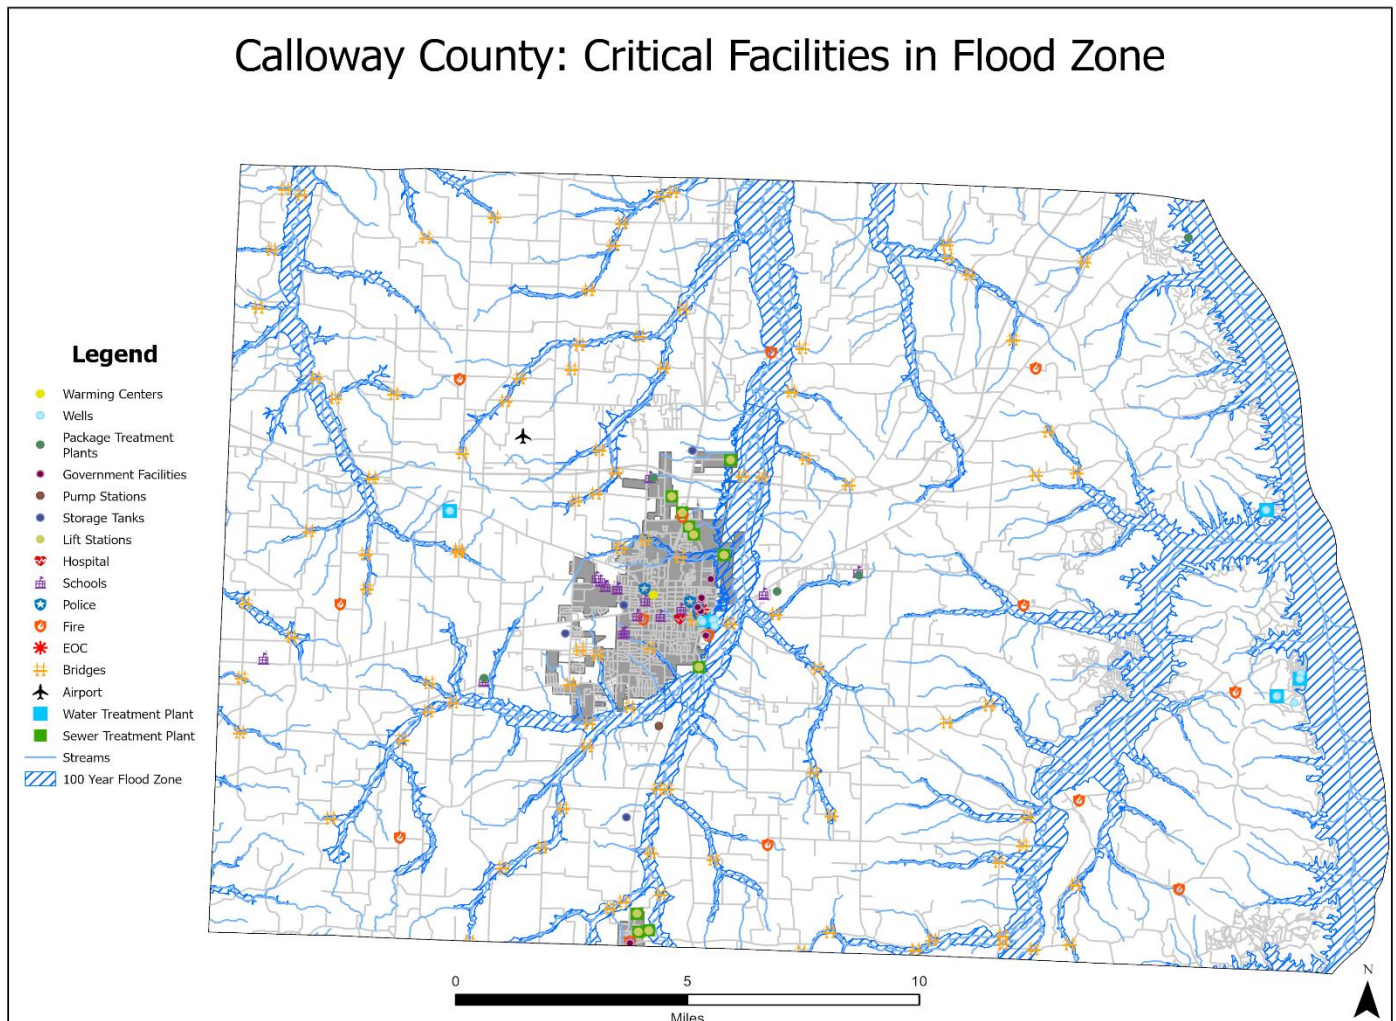 Calloway County: Critical Facilities in Flood Zone
Legend
Warming Centers
Wells
Package Treatment
Plants
Government Facilities
Pump Stations
Storage Tanks
Lift Stations
Hospital
Schools
Police
Fire
EOC
Bridges
Airport
Water Treatment Plant
Sewer Treatment Plant
Streams
100 Year Flood Zone
0 5 10
Miles
N